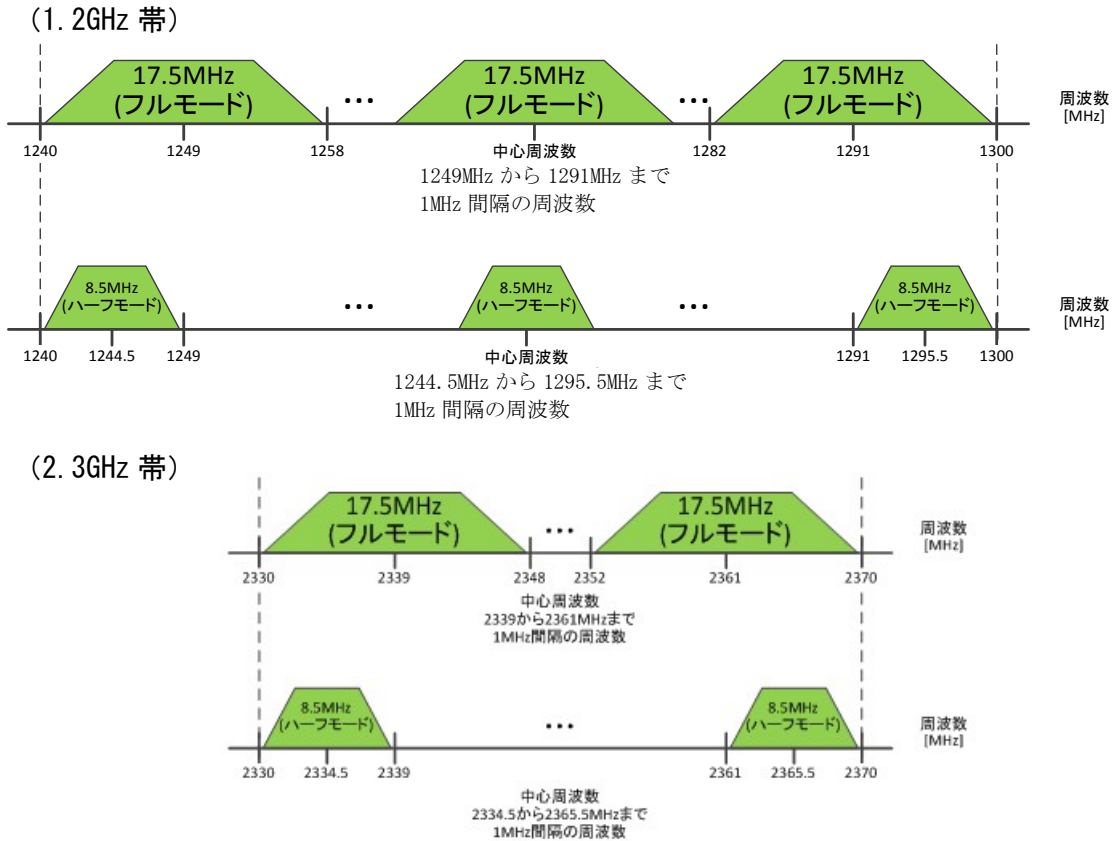 (1.2GHz 帯)
17.5MHz
(フルモード)
…
17.5MHz
(フルモード)
…
17.5MHz
(フルモード)
周波数
[MHz]
1240
1249
1258
中心周波数
1282
1291
1300
1249MHz から 1291MHz まで
1MHz 間隔の周波数
8.5MHz
(ハーフモード)
…
8.5MHz
(ハーフモード)
…
8.5MHz
(ハーフモード)
周波数
[MHz]
1240
1244.5
1249
中心周波数
1291
1295.5
1300
1244.5MHz から 1295.5MHz まで
1MHz 間隔の周波数
(2.3GHz 帯)
17.5MHz
(フルモード)
…
17.5MHz
(フルモード)
周波数
[MHz]
2330
2339
2348
2352
2361
2370
中心周波数
2339から2361MHzまで
1MHz間隔の周波数
8.5MHz
(ハーフモード)
…
8.5MHz
(ハーフモード)
周波数
[MHz]
2330
2334.5
2339
2361
2365.5
2370
中心周波数
2334.5から2365.5MHzまで
1MHz間隔の周波数